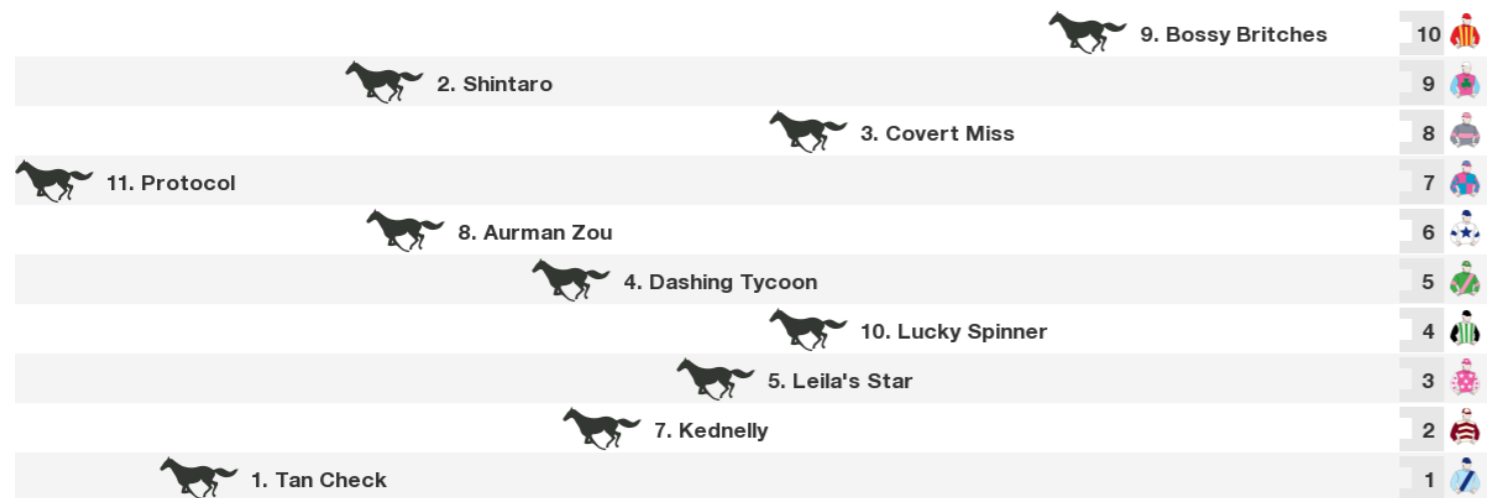 9. Bossy Britches 10
2. Shintaro 9
3. Covert Miss 8
11. Protocol 7
8. Aurman Zou 6
4. Dashing Tycoon 5
10. Lucky Spinner 4
5. Leila's Star 3
7. Kednelly 2
1. Tan Check 1